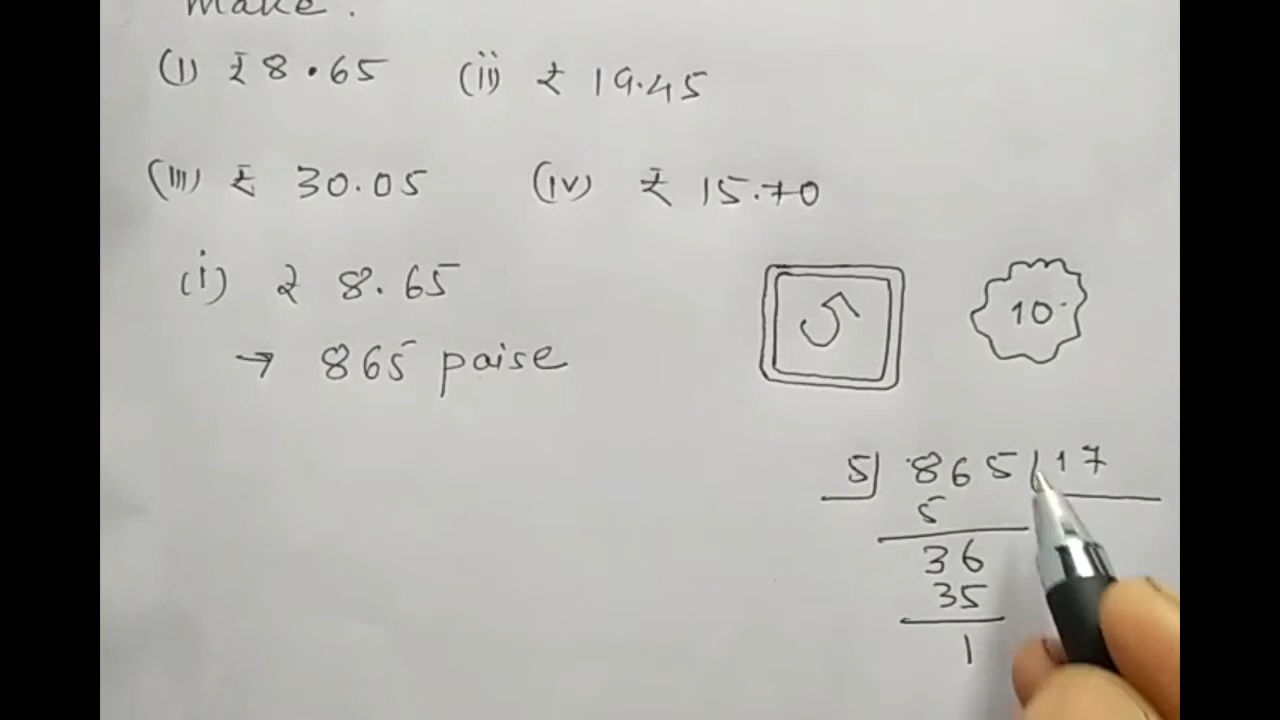 make.
(i) ₹ 8.65 (ii) ₹ 19.45
(iii) ₹ 30.05 (iv) ₹ 15.70
(i) ₹ 8.65
5 10
→ 865 paise
5) 865 ( 17
5
36
35
1